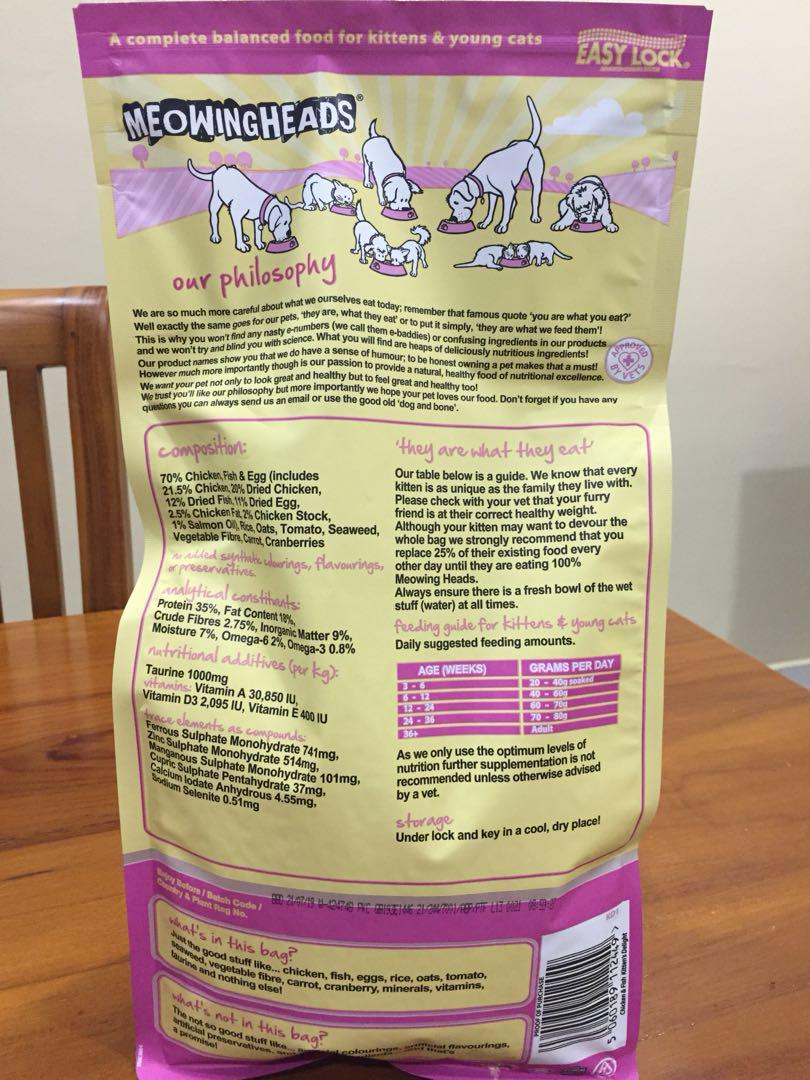 A complete balanced food for kittens & young cats
EASY LOCK®
MEOWINGHEADS®
our philosophy
We are so much more careful about what we ourselves eat today; remember that famous quote 'you are what you eat?'
Well exactly the same goes for our pets, 'they are, what they eat' or to put it simply, 'they are what we feed them'!
This is why you won't find any nasty e-numbers (we call them e-baddies) or confusing ingredients in our products
and we won't try and blind you with science. What you will find are heaps of deliciously nutritious ingredients!
Our product names show you that we do have a sense of humour; to be honest owning a pet makes that a must!
However much more importantly though is our passion to provide a natural, healthy food of nutritional excellence.
We want your pet not only to look great and healthy but to feel great and healthy too!
We trust you'll like our philosophy but more importantly we hope your pet loves our food. Don't forget if you have any
questions you can always send us an email or use the good old 'dog and bone'.
APPROVED BY VETS
composition:
70% Chicken, Fish & Egg (includes
21.5% Chicken, 20% Dried Chicken,
12% Dried Fish, 11% Dried Egg,
2.5% Chicken Fat, 2% Chicken Stock,
1% Salmon Oil), Rice, Oats, Tomato, Seaweed,
Vegetable Fibre, Carrot, Cranberries
no added synthetic colourings, flavourings,
or preservatives.
analytical constituants:
Protein 35%, Fat Content 18%,
Crude Fibres 2.75%, Inorganic Matter 9%,
Moisture 7%, Omega-6 2%, Omega-3 0.8%
nutritional additives (per kg):
Taurine 1000mg
vitamins: Vitamin A 30,850 IU,
Vitamin D3 2,095 IU, Vitamin E 400 IU
trace elements as compounds:
Ferrous Sulphate Monohydrate 741mg,
Zinc Sulphate Monohydrate 514mg,
Manganous Sulphate Monohydrate 101mg,
Cupric Sulphate Pentahydrate 37mg,
Calcium Iodate Anhydrous 4.55mg,
Sodium Selenite 0.51mg
'they are what they eat'
Our table below is a guide. We know that every
kitten is as unique as the family they live with.
Please check with your vet that your furry
friend is at their correct healthy weight.
Although your kitten may want to devour the
whole bag we strongly recommend that you
replace 25% of their existing food every
other day until they are eating 100%
Meowing Heads.
Always ensure there is a fresh bowl of the wet
stuff (water) at all times.
feeding guide for kittens & young cats
Daily suggested feeding amounts.
AGE (WEEKS) GRAMS PER DAY
3 - 6 20 - 40g soaked
6 - 12 40 - 60g
12 - 24 60 - 70g
24 - 36 70 - 80g
36+ Adult
As we only use the optimum levels of
nutrition further supplementation is not
recommended unless otherwise advised
by a vet.
storage
Under lock and key in a cool, dry place!
Enjoy Before / Batch Code /
Country & Plant Reg No.
BBD 21/07/19
what's in this bag?
Just the good stuff like... chicken, fish, eggs, rice, oats, tomato,
seaweed, vegetable fibre, carrot, cranberry, minerals, vitamins,
taurine and nothing else!
what's not in this bag?
The not so good stuff like... colourings, artificial flavourings,
artificial preservatives, and that's
a promise!
PROOF OF PURCHASE
KD1
5 060189 112449 >
Chicken & Fish Kitten's Delight